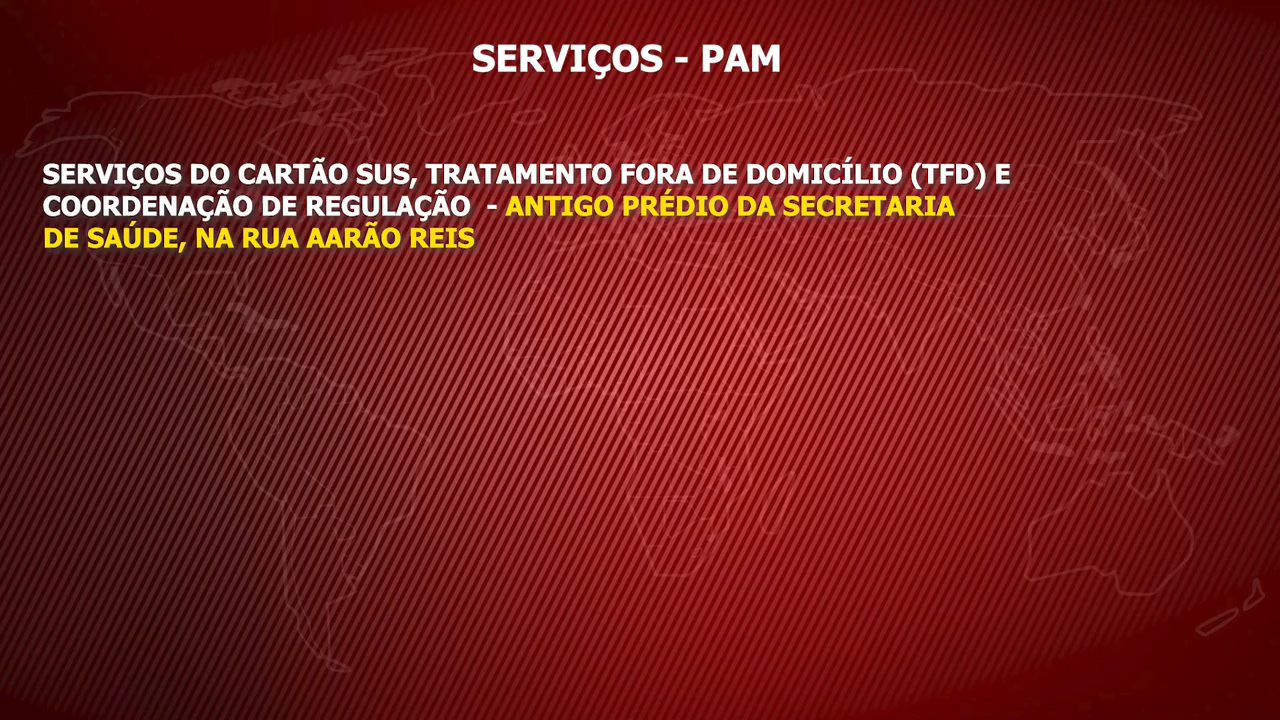 SERVIÇOS - PAM
SERVIÇOS DO CARTÃO SUS, TRATAMENTO FORA DE DOMICÍLIO (TFD) E
COORDENAÇÃO DE REGULAÇÃO - ANTIGO PRÉDIO DA SECRETARIA
DE SAÚDE, NA RUA AARÃO REIS